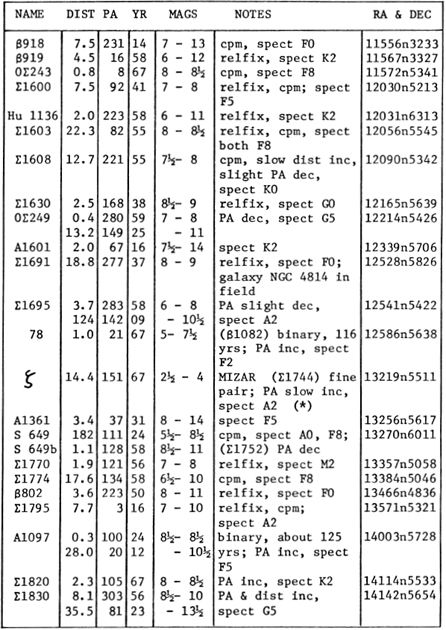 NAME DIST PA YR MAGS NOTES RA & DEC
β918 7.5 231 14 7 - 13 cpm, spect F0 11556n3233
β919 4.5 16 58 6 - 12 relfix, spect K2 11567n3327
OΣ243 0.8 8 67 8 - 8½ cpm, spect F8 11572n5341
Σ1600 7.5 92 41 7 - 8 relfix, cpm; spect 12030n5213
F5
Hu 1136 2.0 223 58 6 - 11 relfix, spect K2 12031n6313
Σ1603 22.3 82 55 8 - 8½ relfix, cpm, spect 12056n5545
both F8
Σ1608 12.7 221 55 7½- 8 cpm, slow dist inc, 12090n5342
slight PA dec,
spect K0
Σ1630 2.5 168 38 8½- 9 relfix, spect G0 12165n5639
OΣ249 0.4 280 59 7 - 8 PA dec, spect G5 12214n5426
13.2 149 25 - 11
A1601 2.0 67 16 7½- 14 spect K2 12339n5706
Σ1691 18.8 277 37 8 - 9 relfix, spect F0; 12528n5826
galaxy NGC 4814 in
field
Σ1695 3.7 283 58 6 - 8 PA slight dec, 12541n5422
124 142 09 - 10½ spect A2
78 1.0 21 67 5- 7½ (β1082) binary, 116 12586n5638
yrs; PA inc, spect
F2
ζ 14.4 151 67 2½ - 4 MIZAR (Σ1744) fine 13219n5511
pair; PA slow inc,
spect A2 (*)
A1361 3.4 37 31 8 - 14 spect F5 13256n5617
S 649 182 111 24 5½- 8½ cpm, spect A0, F8; 13270n6011
S 649b 1.1 128 58 8½- 11 (Σ1752) PA dec
Σ1770 1.9 121 56 7 - 8 relfix, spect M2 13357n5058
Σ1774 17.6 134 58 6½- 10 cpm, spect F8 13384n5046
β802 3.6 223 50 8 - 11 relfix, spect F0 13466n4836
Σ1795 7.7 3 16 7 - 10 relfix, cpm; 13571n5321
spect A2
A1097 0.3 100 24 8½- 8½ binary, about 125 14003n5728
28.0 20 12 - 10½ yrs; PA inc, spect
F5
Σ1820 2.3 105 67 8 - 8½ PA inc, spect K2 14114n5533
Σ1830 8.1 303 56 8½- 10 PA & dist inc, 14142n5654
35.5 81 23 - 13½ spect G5